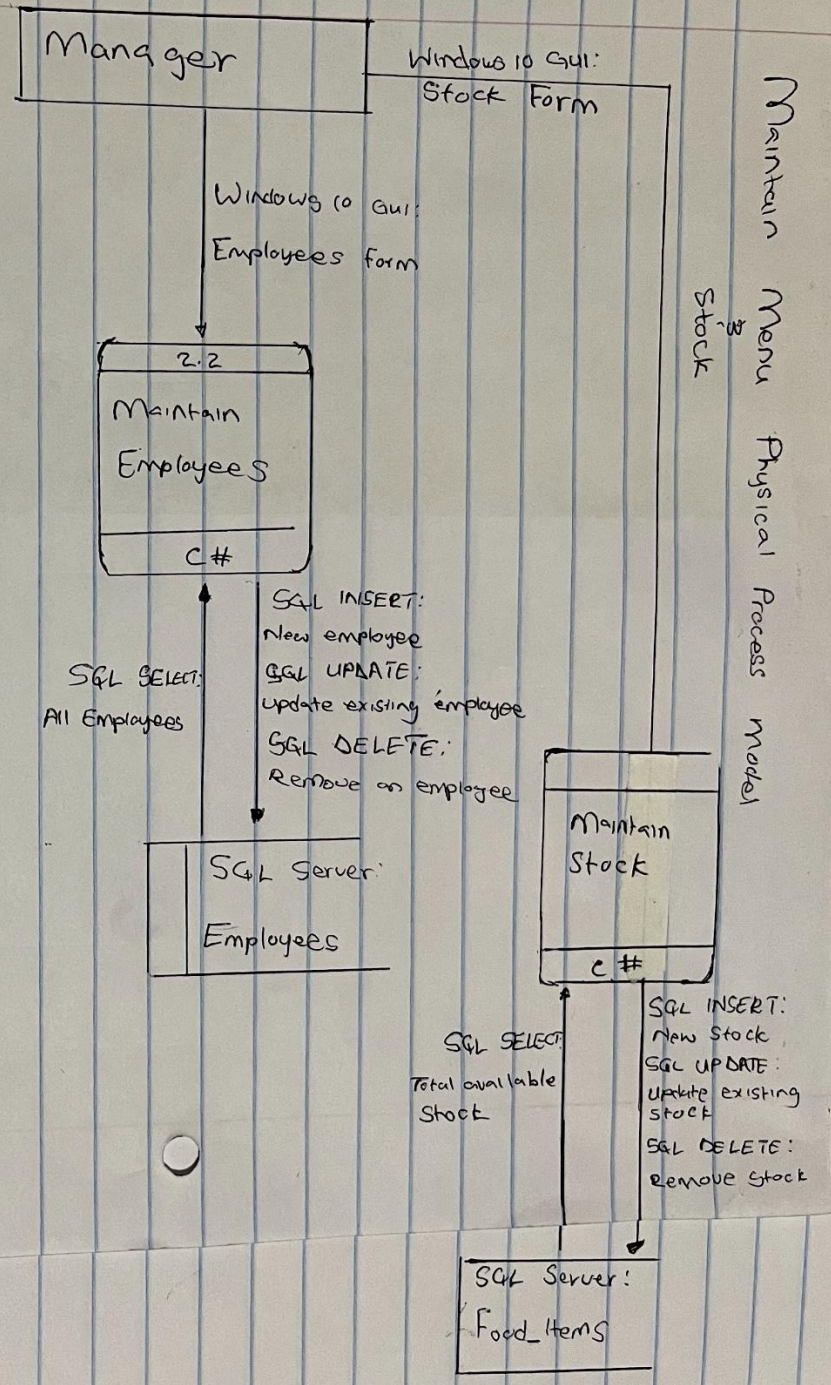 Manager
Windows 10 GUI:
Stock Form
Maintain Menu Physical Process Model
&
Stock
Windows 10 GUI:
Employees form
2.2
Maintain
Employees
C#
SQL SELECT:
All Employees
SQL INSERT:
New employee
SQL UPDATE:
update existing employee
SQL DELETE:
Remove an employee
SQL Server:
Employees
Maintain
Stock
C#
SQL SELECT
Total available
Stock
SQL INSERT:
New Stock
SQL UPDATE:
update existing
stock
SQL DELETE:
Remove Stock
SQL Server:
Food_Items